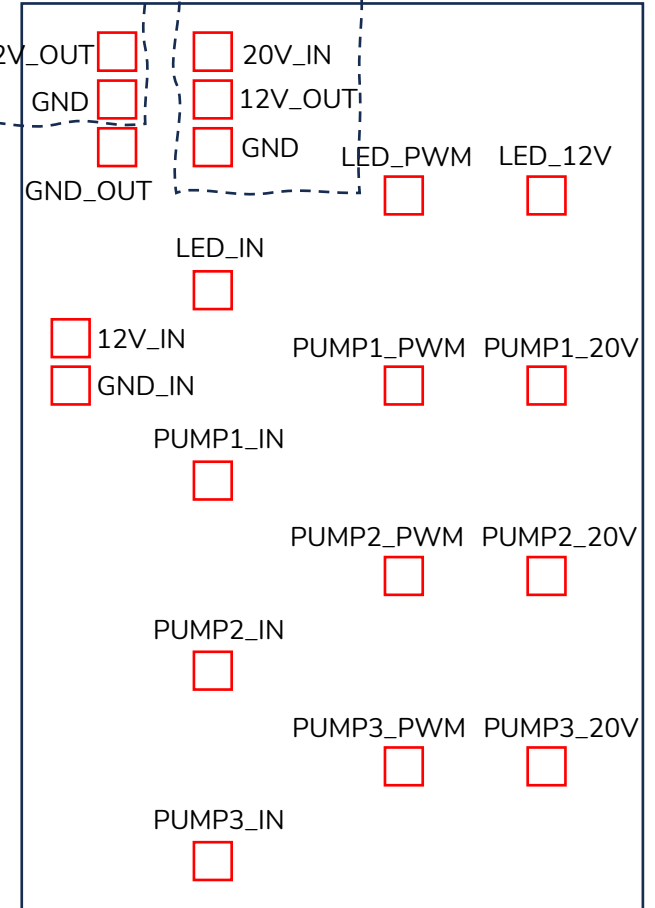 2V_OUT
20V_IN
GND
12V_OUT
GND
GND_OUT
LED_PWM
LED_12V
LED_IN
12V_IN
PUMP1_PWM
PUMP1_20V
GND_IN
PUMP1_IN
PUMP2_PWM
PUMP2_20V
PUMP2_IN
PUMP3_PWM
PUMP3_20V
PUMP3_IN